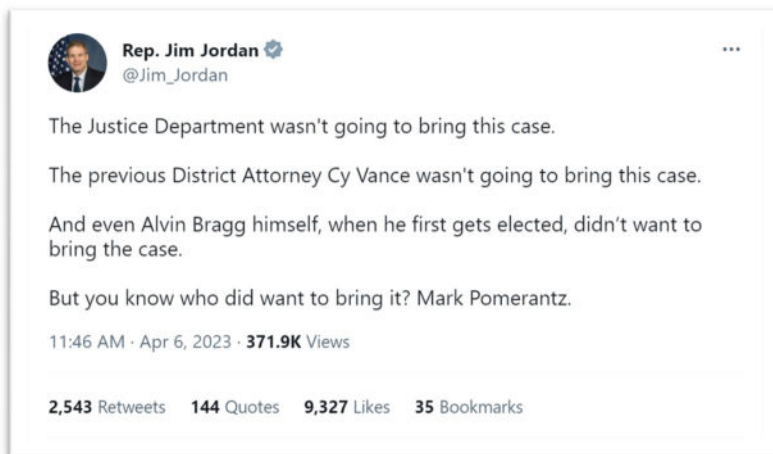 Rep. Jim Jordan
@Jim_Jordan
The Justice Department wasn't going to bring this case.
The previous District Attorney Cy Vance wasn't going to bring this case.
And even Alvin Bragg himself, when he first gets elected, didn’t want to
bring the case.
But you know who did want to bring it? Mark Pomerantz.
11:46 AM · Apr 6, 2023 · 371.9K Views
2,543 Retweets 144 Quotes 9,327 Likes 35 Bookmarks